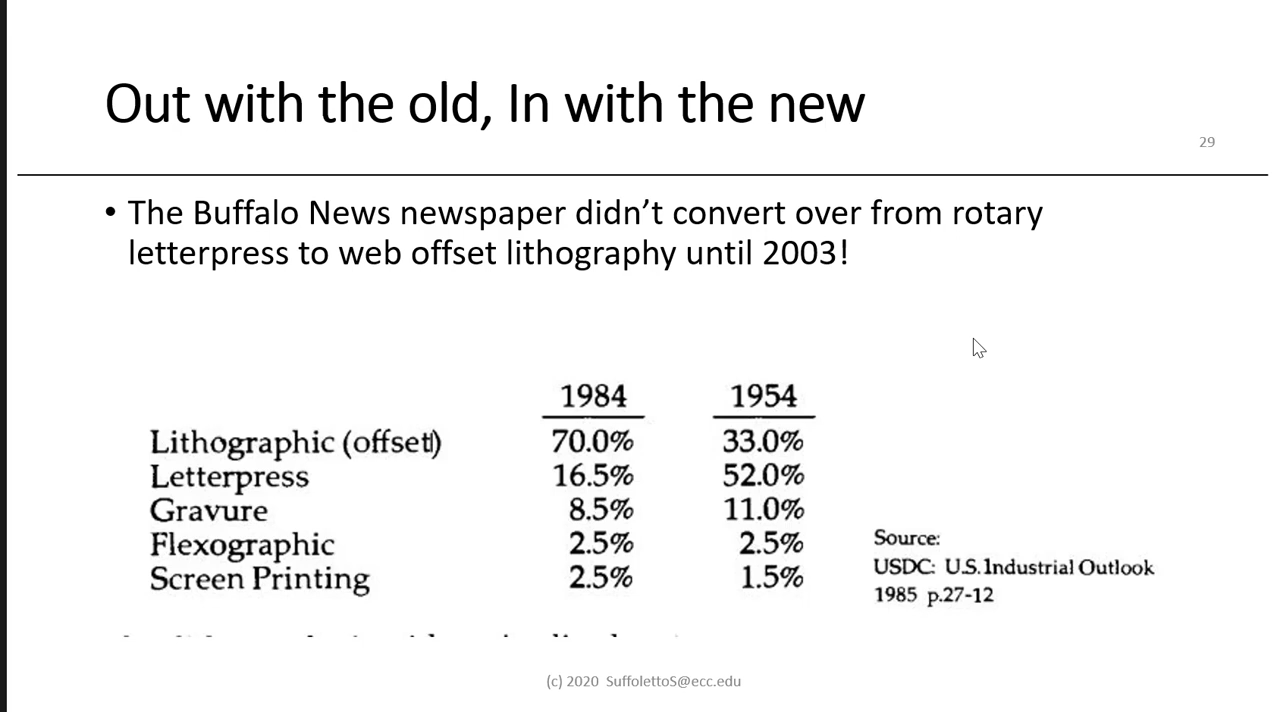 Out with the old, In with the new
29
• The Buffalo News newspaper didn’t convert over from rotary
letterpress to web offset lithography until 2003!
1984 1954
Lithographic (offset) 70.0% 33.0%
Letterpress 16.5% 52.0%
Gravure 8.5% 11.0%
Flexographic 2.5% 2.5%
Screen Printing 2.5% 1.5%
Source:
USDC: U.S. Industrial Outlook
1985 p.27-12
(c) 2020 SuffolettoS@ecc.edu